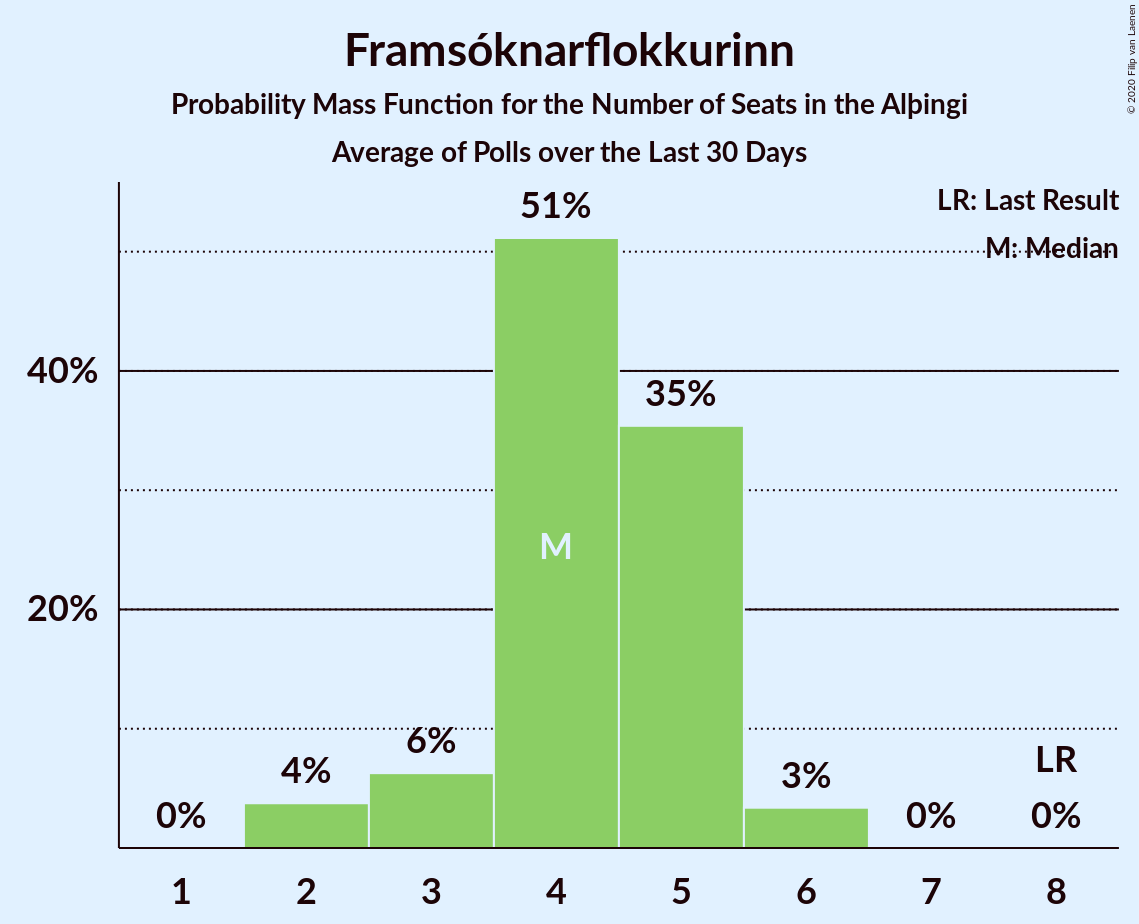 Framsóknarflokkurinn
Probability Mass Function for the Number of Seats in the Alþingi
Average of Polls over the Last 30 Days
© 2020 Filip van Laenen
LR: Last Result
M: Median
51%
40%
35%
M
20%
6%
4%
3%
LR
0%
0%
0%
1 2 3 4 5 6 7 8